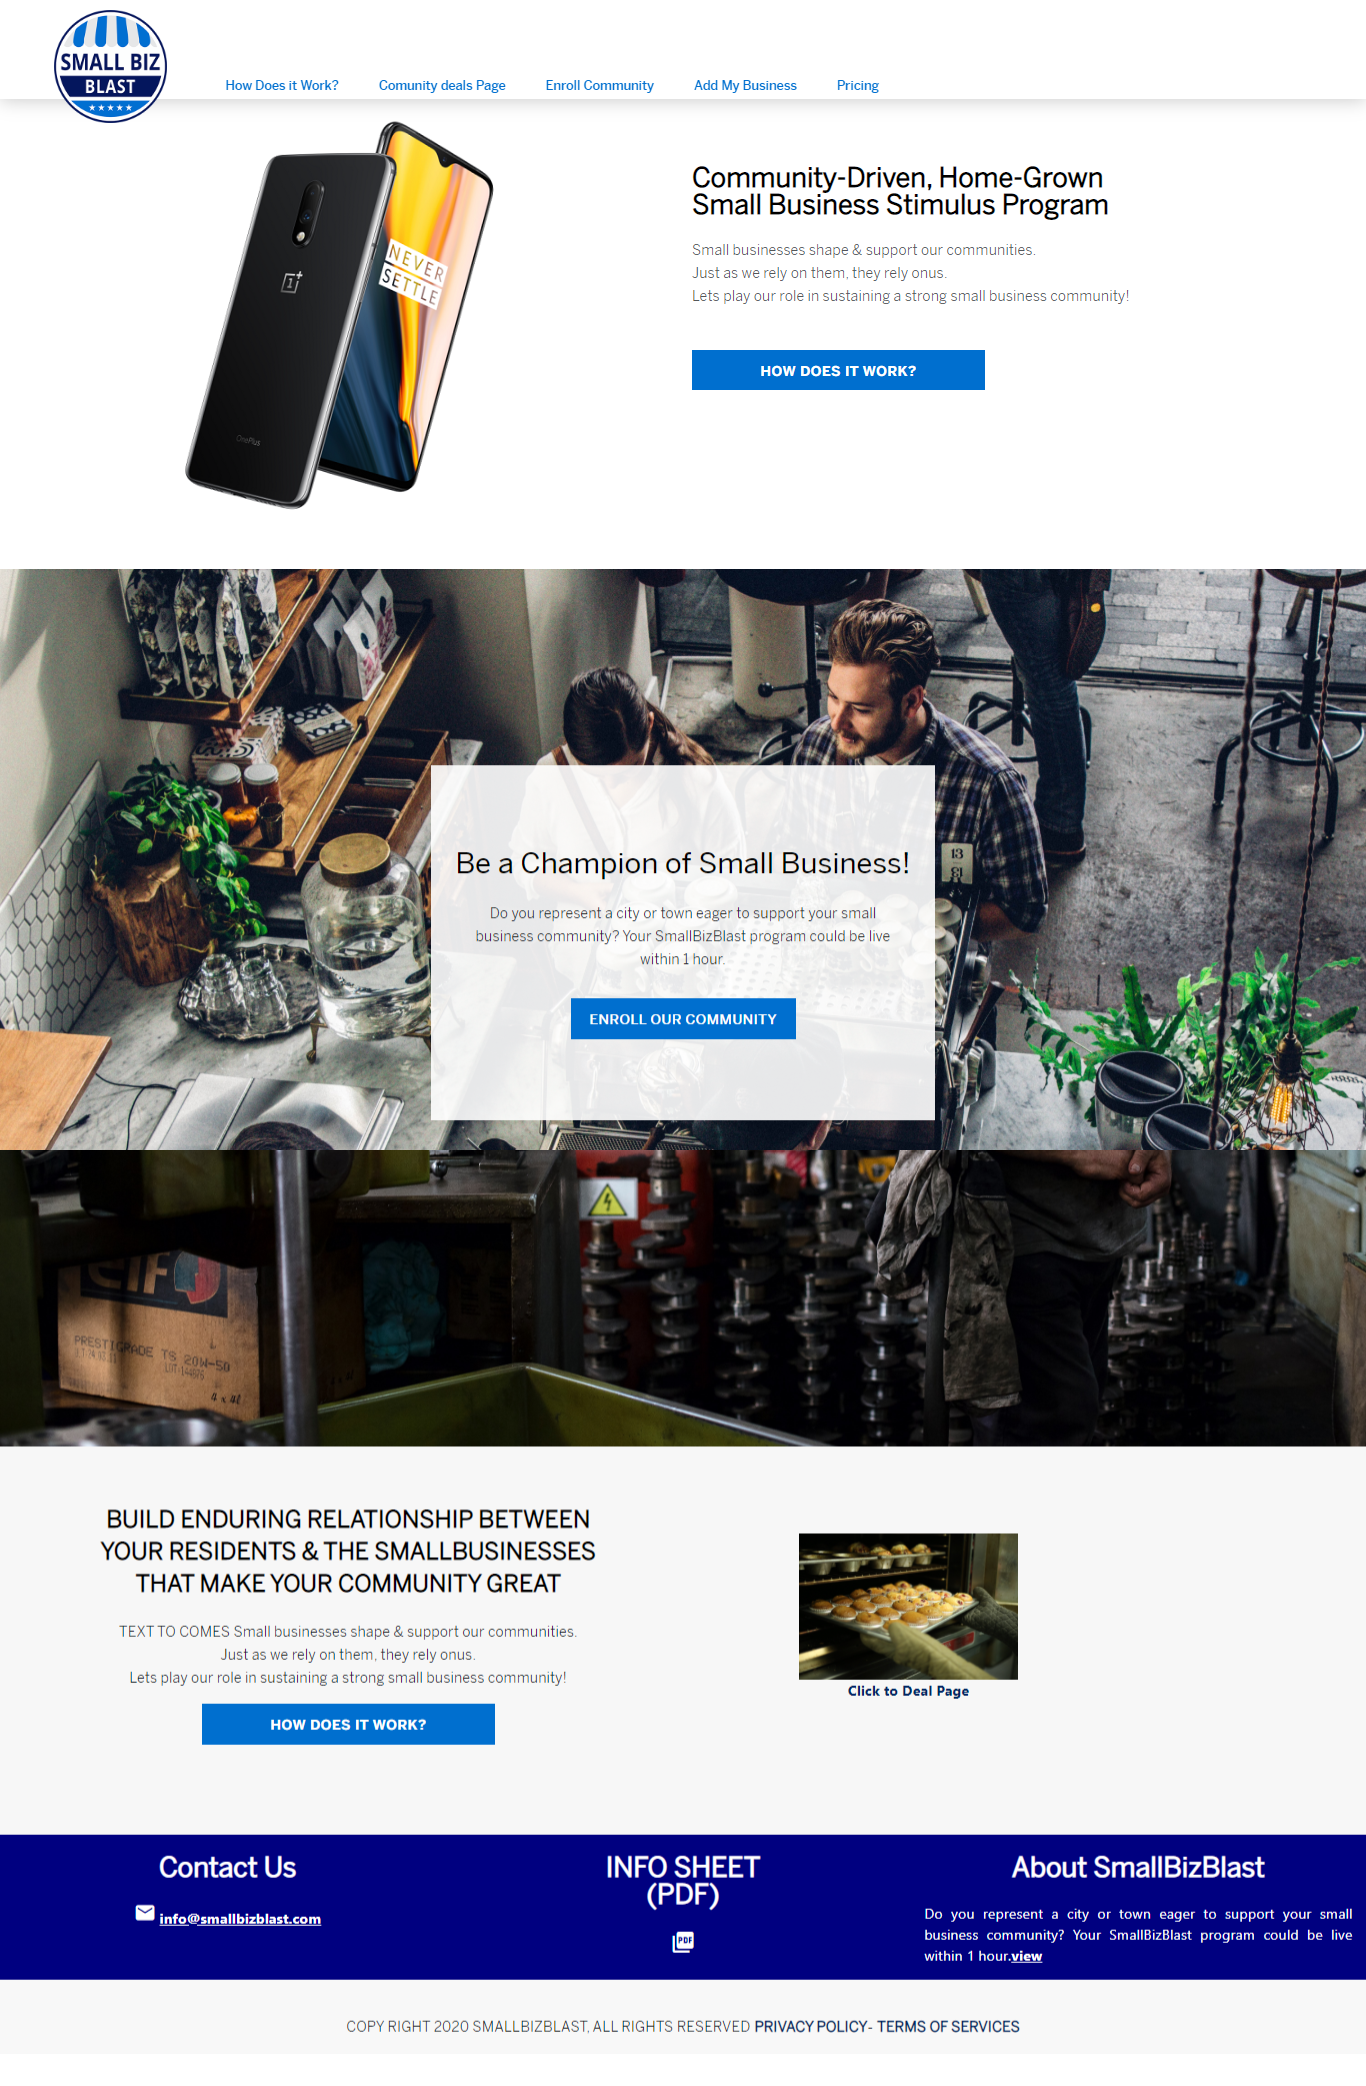 SMALL BIZ
BLAST
How Does it Work?
Comunity deals Page
Enroll Community
Add My Business
Pricing
NEVER
SETTLE
OnePlus
Community-Driven, Home-Grown
Small Business Stimulus Program
Small businesses shape & support our communities.
Just as we rely on them, they rely onus.
Lets play our role in sustaining a strong small business community!
HOW DOES IT WORK?
13
Be a Champion of Small Business!
Do you represent a city or town eager to support your small
business community? Your SmallBizBlast program could be live
within 1 hour.
ENROLL OUR COMMUNITY
PRESTIGRADE TS 20W-50
4 x 4l
BUILD ENDURING RELATIONSHIP BETWEEN
YOUR RESIDENTS & THE SMALLBUSINESSES
THAT MAKE YOUR COMMUNITY GREAT
TEXT TO COMES Small businesses shape & support our communities.
Just as we rely on them, they rely onus.
Lets play our role in sustaining a strong small business community!
HOW DOES IT WORK?
Click to Deal Page
Contact Us
info@smallbizblast.com
INFO SHEET
(PDF)
PDF
About SmallBizBlast
Do you represent a city or town eager to support your small
business community? Your SmallBizBlast program could be live
within 1 hour.view
COPY RIGHT 2020 SMALLBIZBLAST, ALL RIGHTS RESERVED PRIVACY POLICY- TERMS OF SERVICES